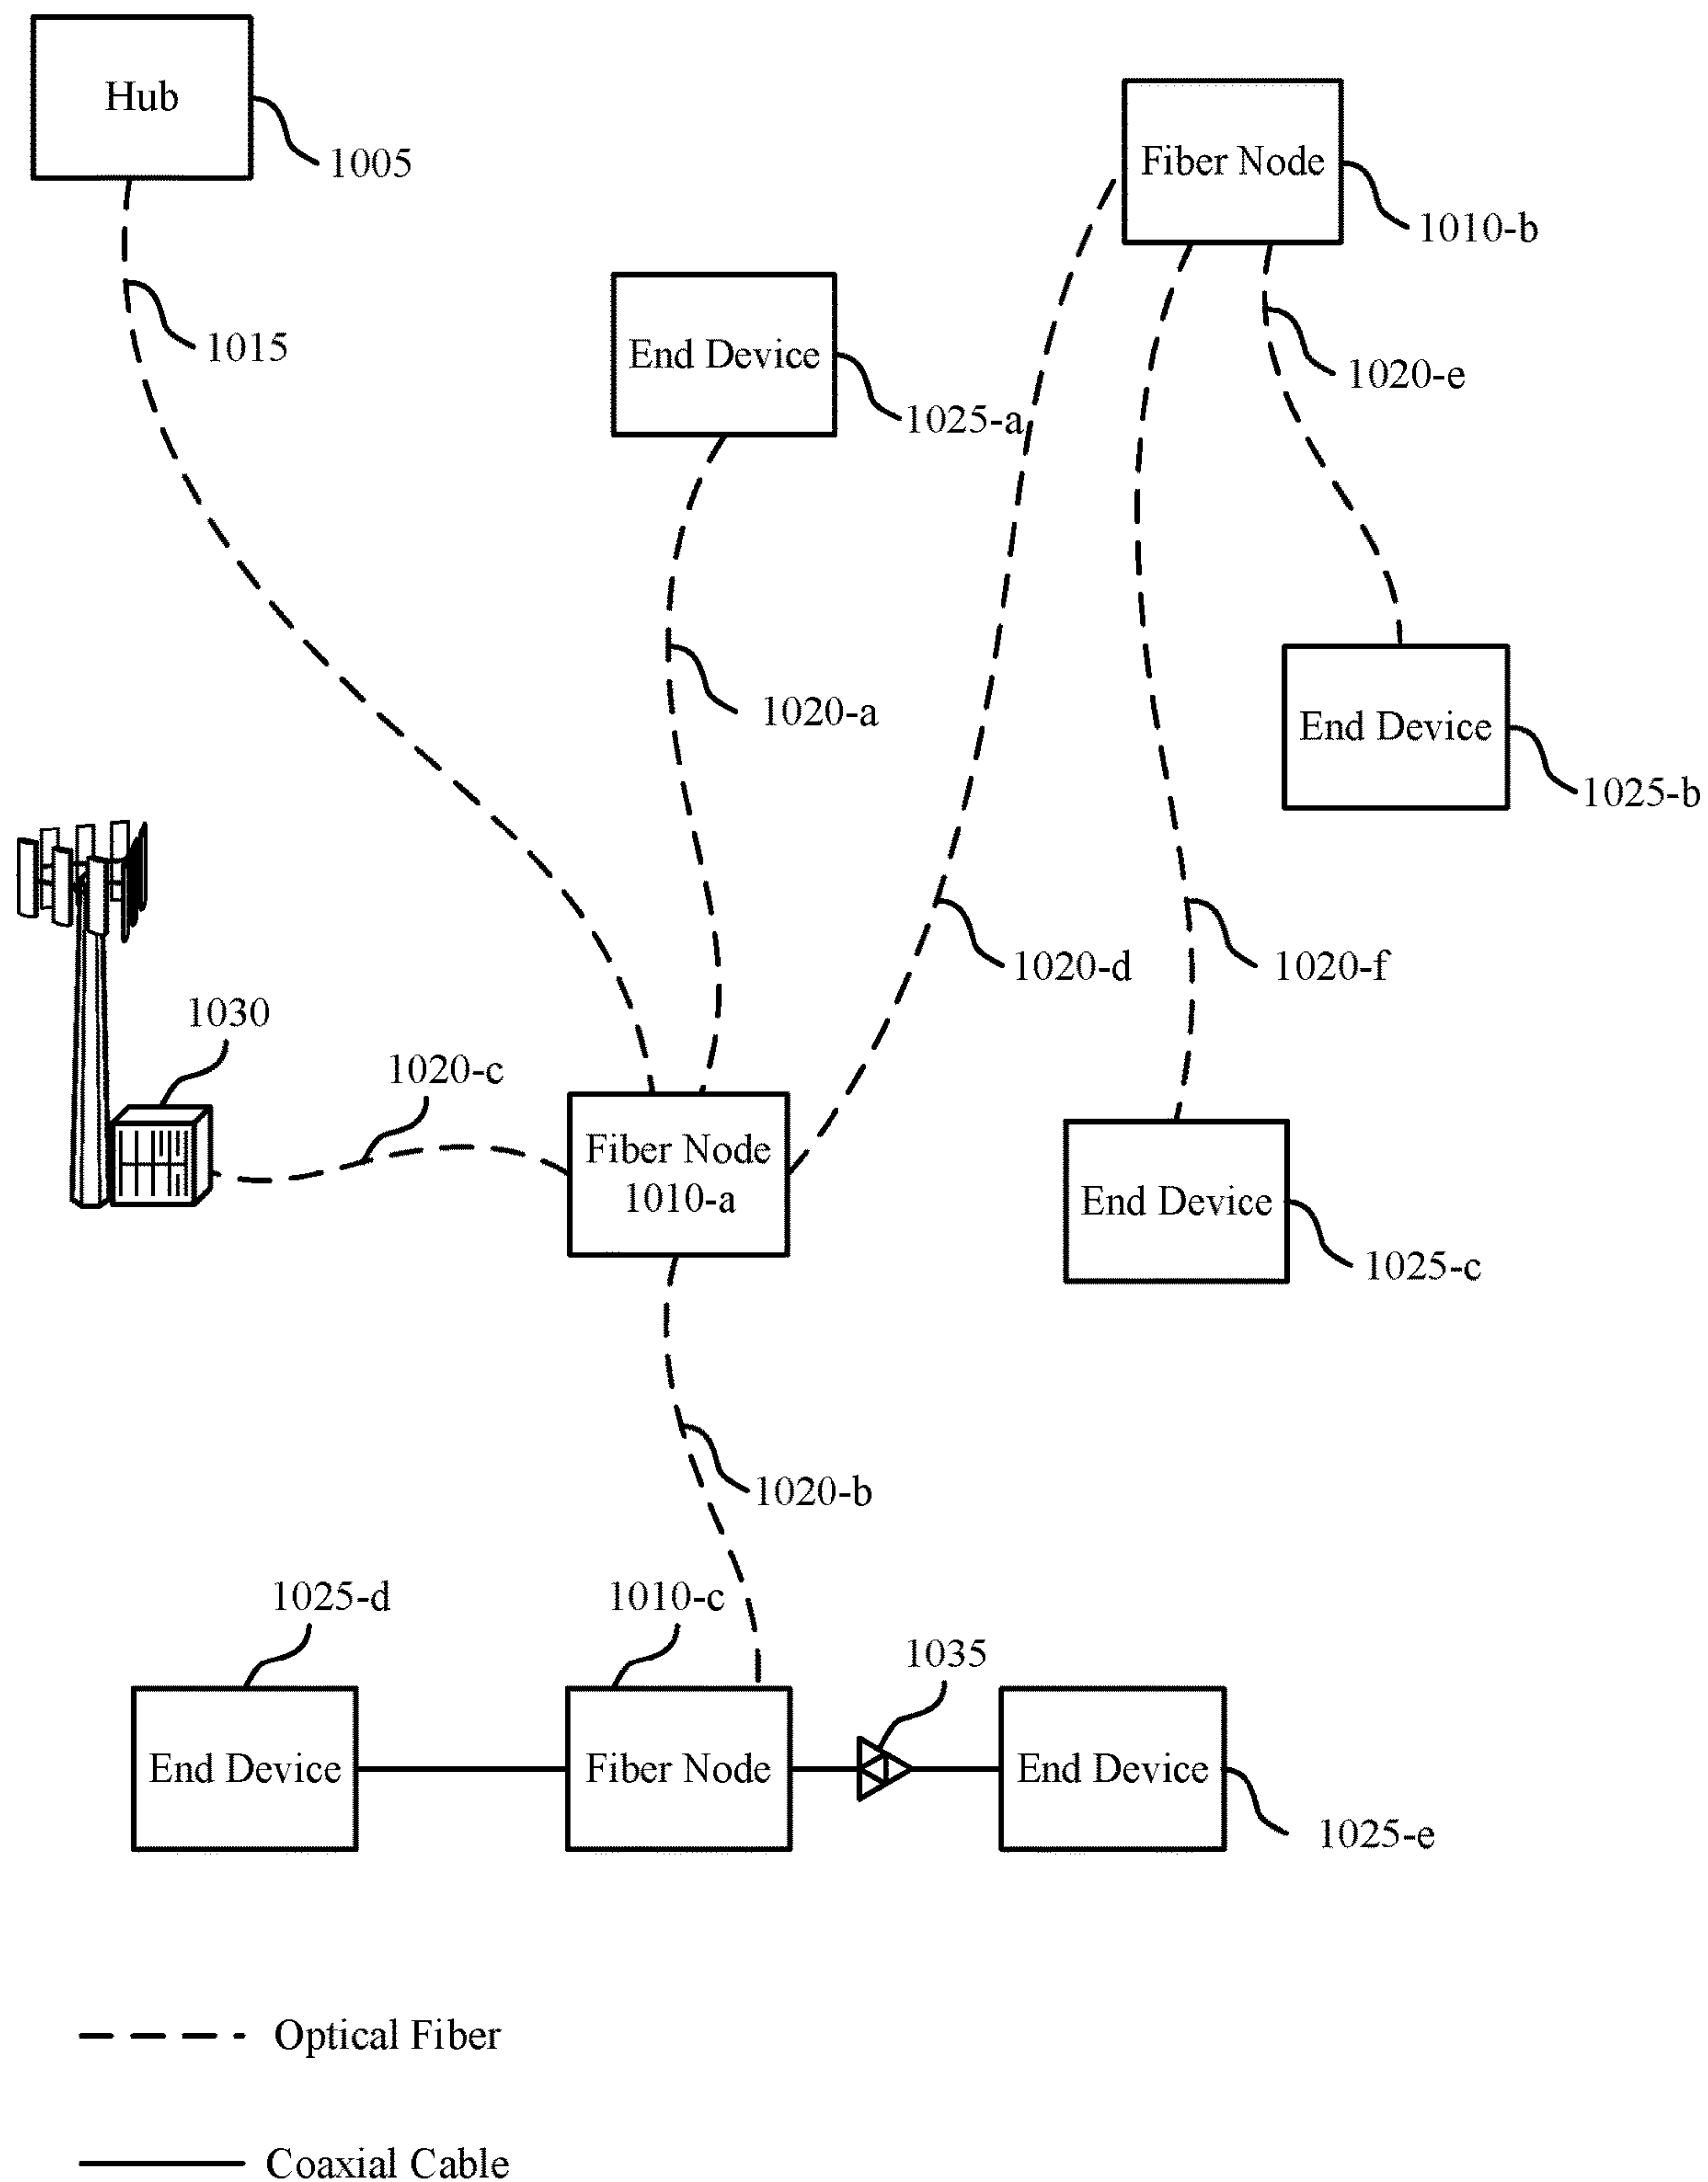 Hub
1005
Fiber Node
1010-b
1015
End Device
1025-a
1020-e
1020-a
End Device
1025-b
1020-d
1020-f
1030
1020-c
Fiber Node
1010-a
End Device
1025-c
1020-b
1025-d
1010-c
1035
End Device
Fiber Node
End Device
1025-e
Optical Fiber
Coaxial Cable